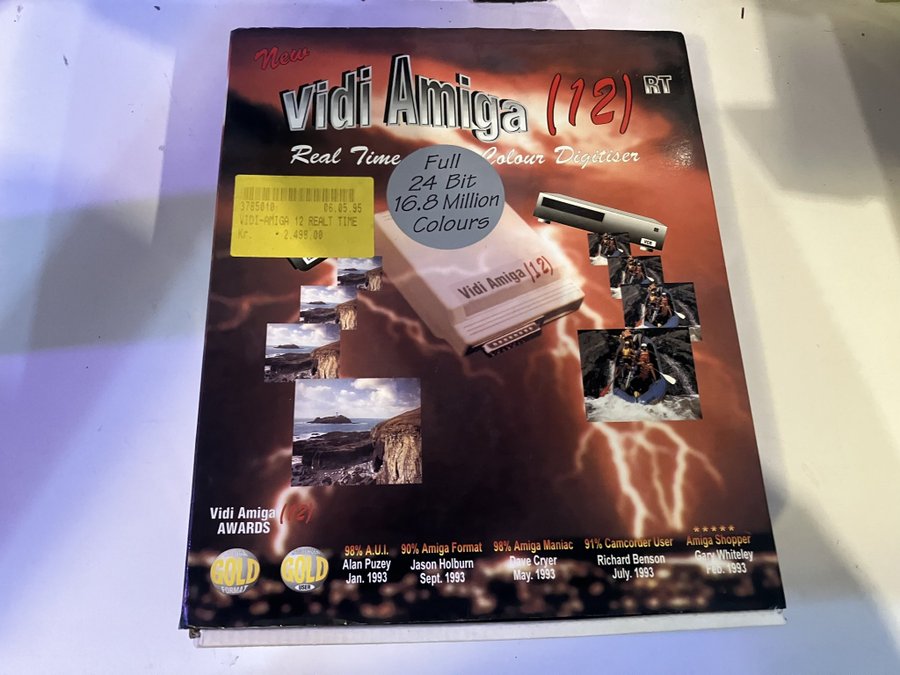 New
Vidi Amiga (12) RT
Real Time Colour Digitiser
Full
24 Bit
16.8 Million
Colours
3785010 06.05.95
VIDI-AMIGA 12 REALT TIME
Kr. * 2.498.00
Vidi Amiga (12)
VCR
Vidi Amiga (12)
AWARDS
GOLD
FORMAT
GOLD
USER
98% A.U.I.
Alan Puzey
Jan. 1993
90% Amiga Format
Jason Holburn
Sept. 1993
98% Amiga Maniac
Dave Cryer
May. 1993
91% Camcorder User
Richard Benson
July. 1993
★★★★★
Amiga Shopper
Gary Whiteley
Feb. 1993